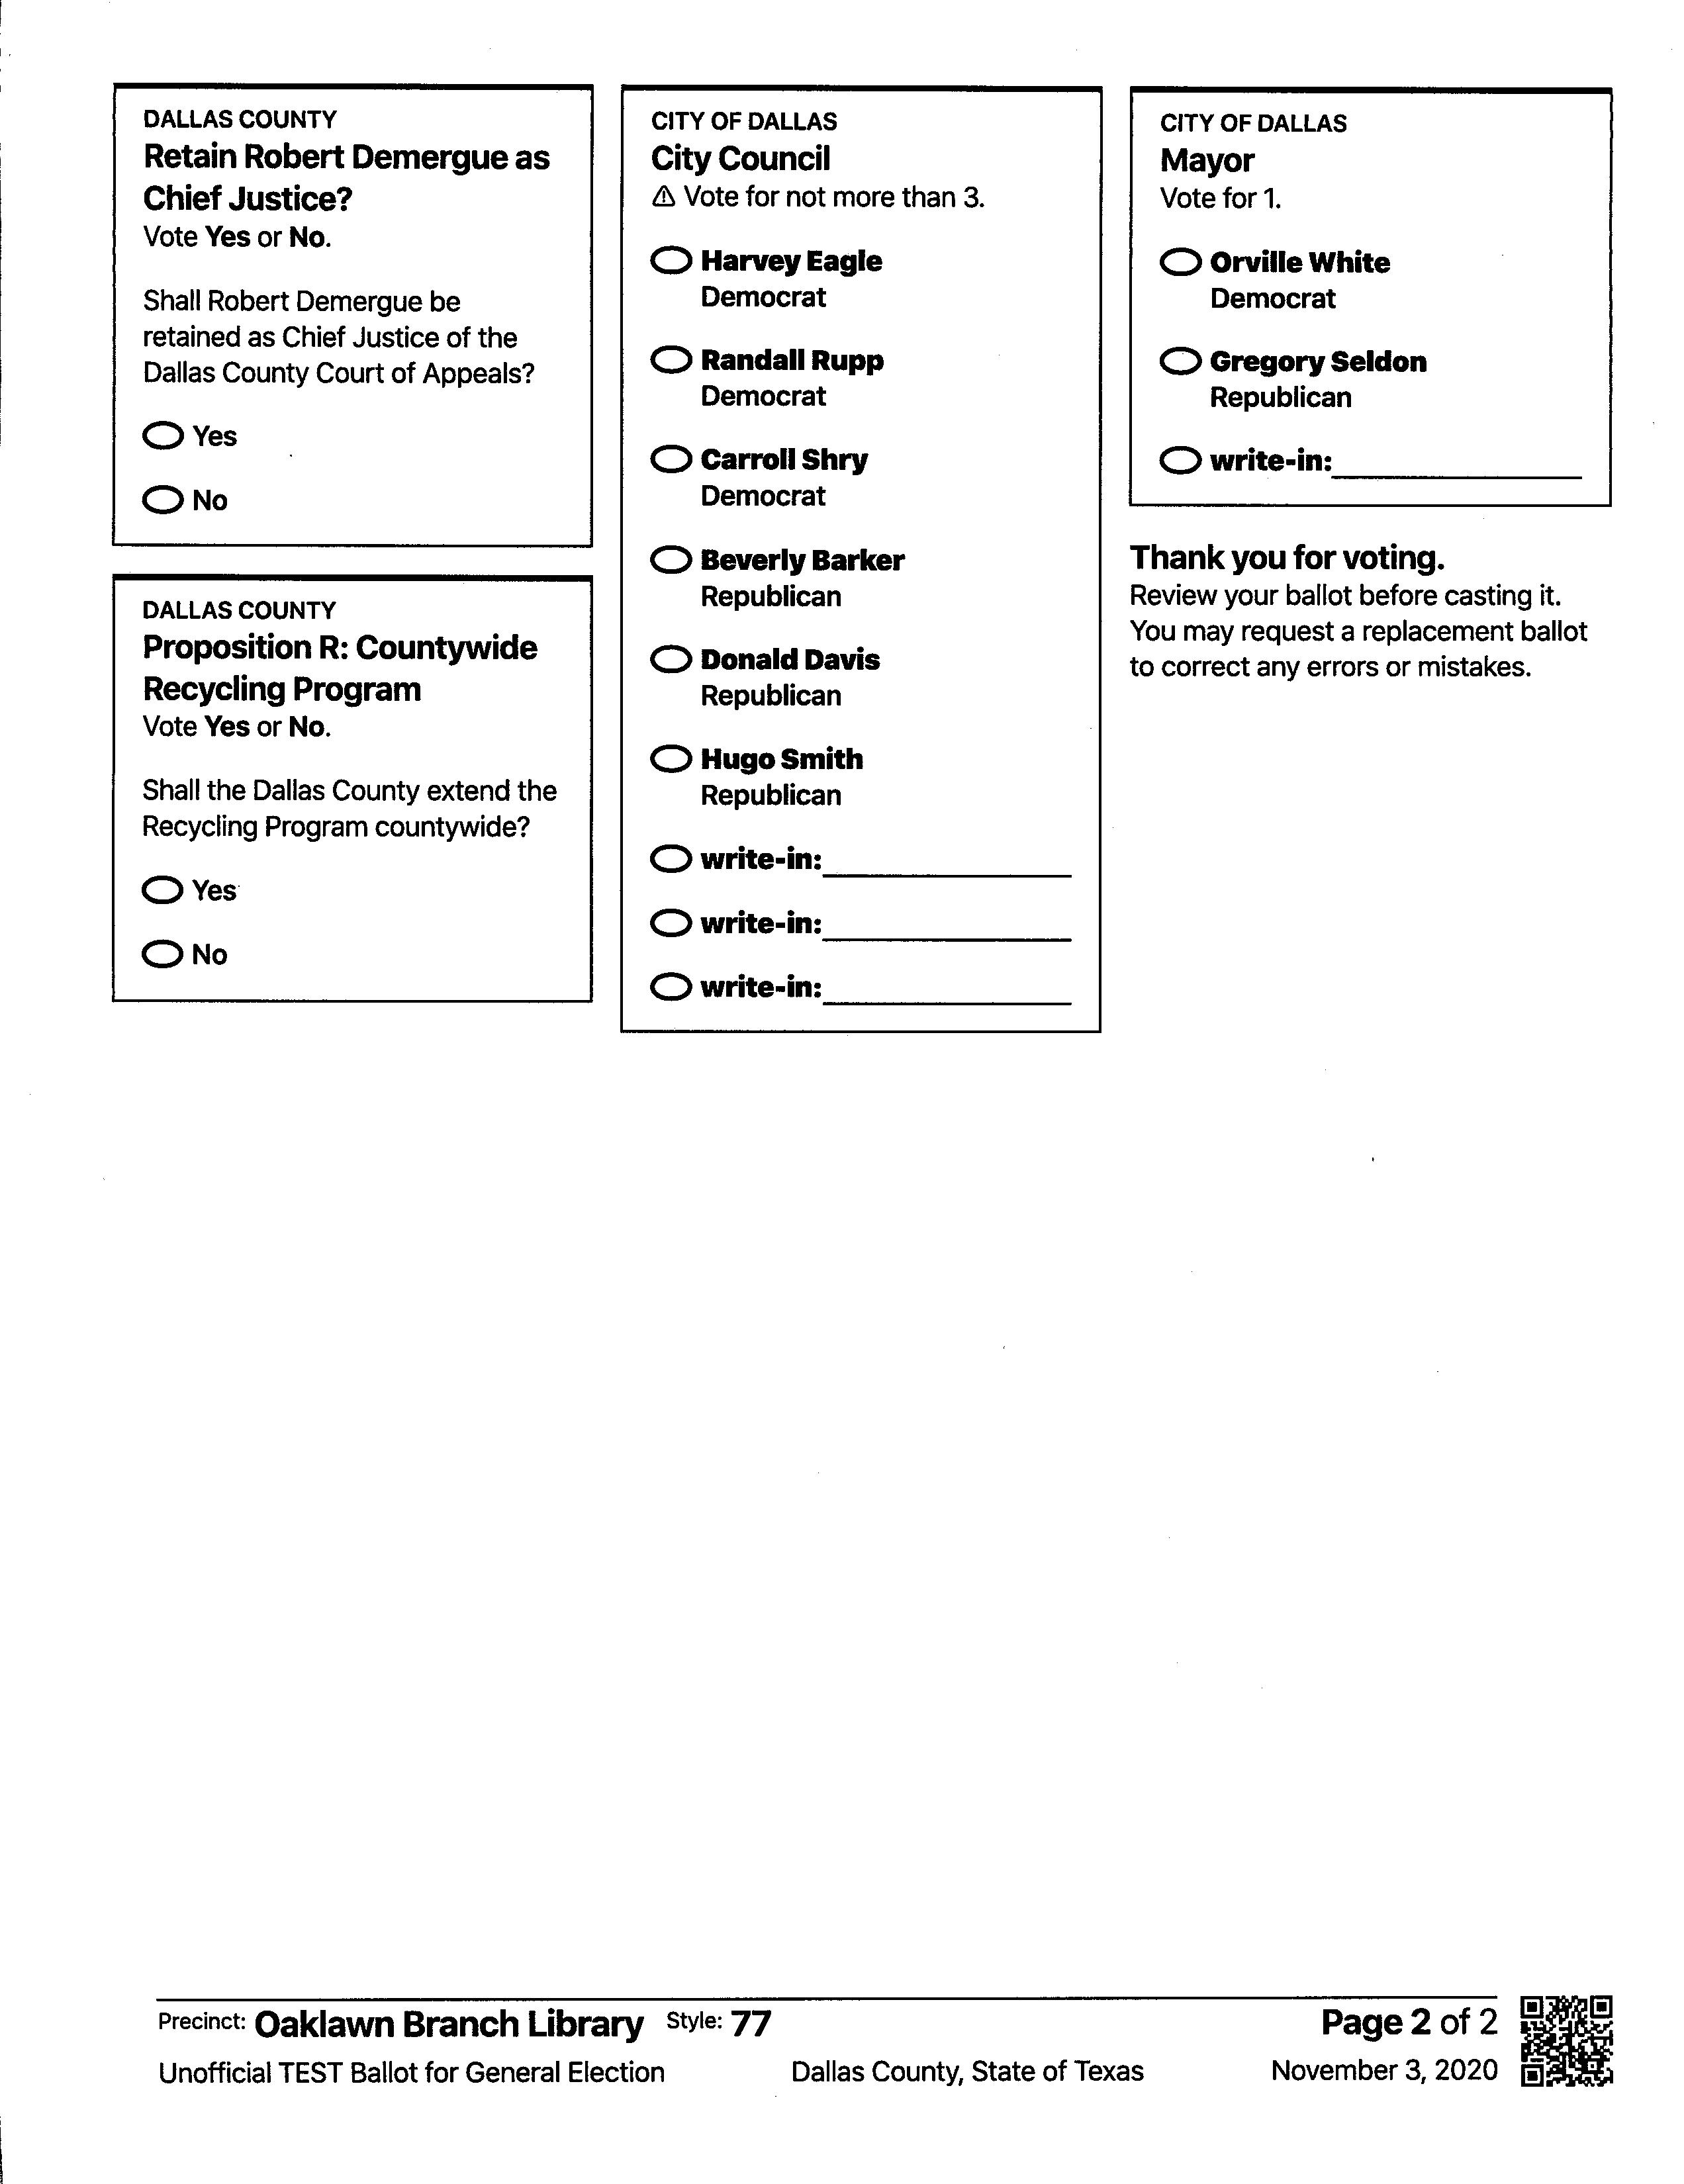 DALLAS COUNTY
Retain Robert Demergue as
Chief Justice?
Vote Yes or No.
Shall Robert Demergue be
retained as Chief Justice of the
Dallas County Court of Appeals?
Yes
No
DALLAS COUNTY
Proposition R: Countywide
Recycling Program
Vote Yes or No.
Shall the Dallas County extend the
Recycling Program countywide?
Yes
No
CITY OF DALLAS
City Council
⚠ Vote for not more than 3.
Harvey Eagle
Democrat
Randall Rupp
Democrat
Carroll Shry
Democrat
Beverly Barker
Republican
Donald Davis
Republican
Hugo Smith
Republican
write-in:
write-in:
write-in:
CITY OF DALLAS
Mayor
Vote for 1.
Orville White
Democrat
Gregory Seldon
Republican
write-in:
Thank you for voting.
Review your ballot before casting it.
You may request a replacement ballot
to correct any errors or mistakes.
Precinct: Oaklawn Branch Library Style: 77 Page 2 of 2
Unofficial TEST Ballot for General Election Dallas County, State of Texas November 3, 2020